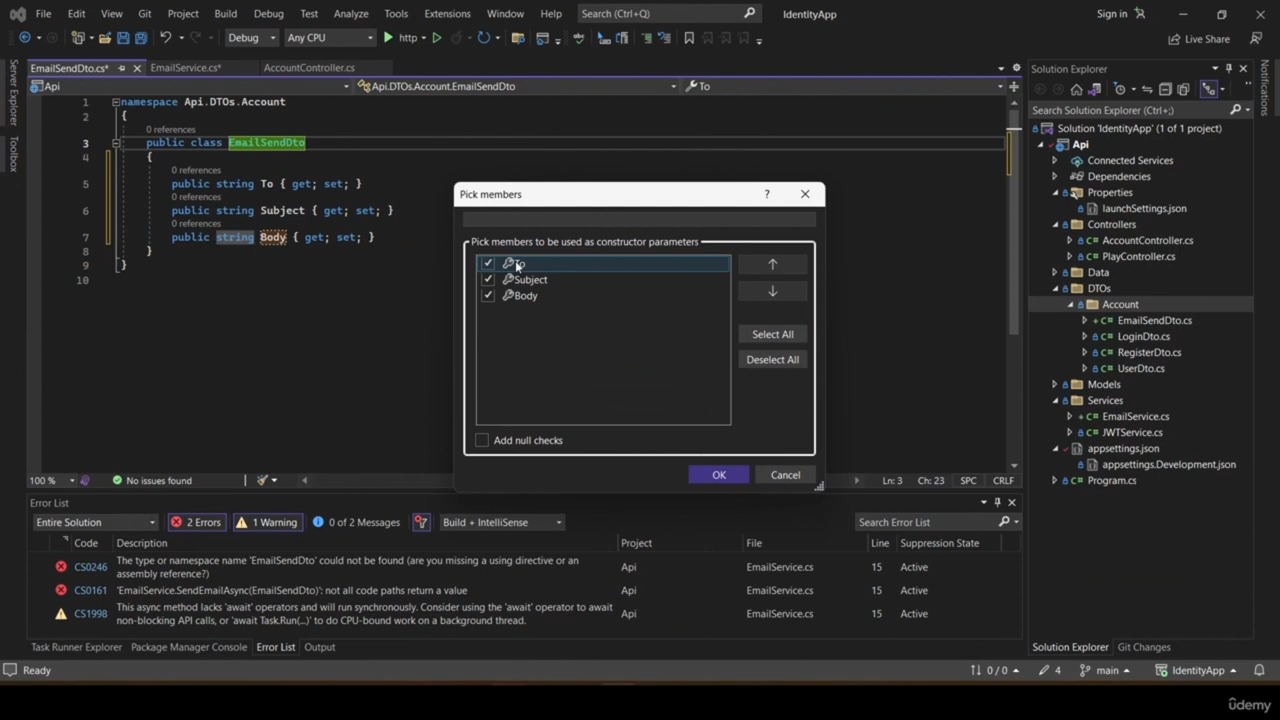 File Edit View Git Project Build Debug Test Analyze Tools Extensions Window Help Search (Ctrl+Q) IdentityApp Sign in
Debug Any CPU http Live Share
EmailSendDto.cs* EmailService.cs* AccountController.cs
Api Api.DTOs.Account.EmailSendDto To
Server Explorer
Toolbox
1 namespace Api.DTOs.Account
2 {
0 references
3 public class EmailSendDto
4 {
0 references
5 public string To { get; set; }
0 references
6 public string Subject { get; set; }
0 references
7 public string Body { get; set; }
8 }
9 }
10
Pick members ?
Pick members to be used as constructor parameters
To
Subject
Body
Select All
Deselect All
Add null checks
OK Cancel
100 % No issues found Ln: 3 Ch: 23 SPC CRLF
Solution Explorer
Search Solution Explorer (Ctrl+;)
Solution 'IdentityApp' (1 of 1 project)
Api
Connected Services
Dependencies
Properties
launchSettings.json
Controllers
AccountController.cs
PlayController.cs
Data
DTOs
Account
EmailSendDto.cs
LoginDto.cs
RegisterDto.cs
UserDto.cs
Models
Services
EmailService.cs
JWTService.cs
appsettings.json
appsettings.Development.json
Program.cs
Notifications
Error List
Entire Solution 2 Errors 1 Warning 0 of 2 Messages Build + IntelliSense Search Error List
Code Description Project File Line Suppression State
CS0246 The type or namespace name 'EmailSendDto' could not be found (are you missing a using directive or an assembly reference?) Api EmailService.cs 15 Active
CS0161 'EmailService.SendEmailAsync(EmailSendDto)': not all code paths return a value Api EmailService.cs 15 Active
CS1998 This async method lacks 'await' operators and will run synchronously. Consider using the 'await' operator to await non-blocking API calls, or 'await Task.Run(...)' to do CPU-bound work on a background thread. Api EmailService.cs 15 Active
Task Runner Explorer Package Manager Console Error List Output Solution Explorer Git Changes
Ready 0 / 0 4 main IdentityApp
ûdemy